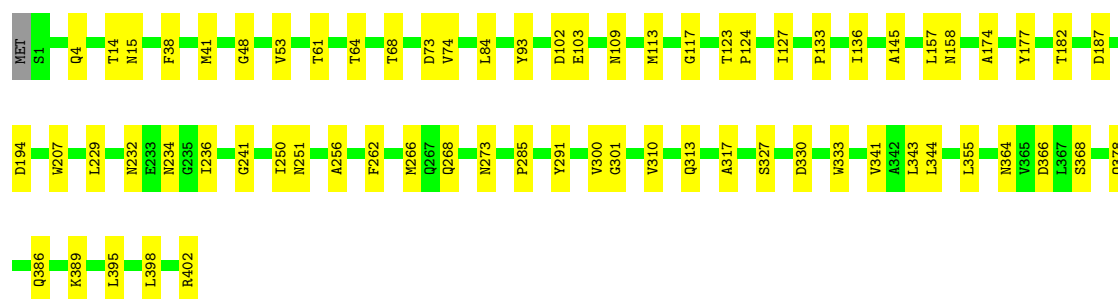 MET S1 Q4 T14 N15 F38 M41 G48 V53 T61 T64 T68 D73 V74 L84 Y93 D102 E103 N109 M113 G117 T123 P124 I127 P133 I136 A145 L157 N158 A174 Y177 T182 D187
D194 W207 L229 N232 E233 N234 G235 I236 G241 I250 N251 A256 F262 M266 Q267 Q268 N273 P285 Y291 V300 G301 V310 Q313 A317 S327 D330 W333 V341 A342 L343 L344 L355 N364 V365 D366 L367 S368
Q386 K389 L395 L398 R402